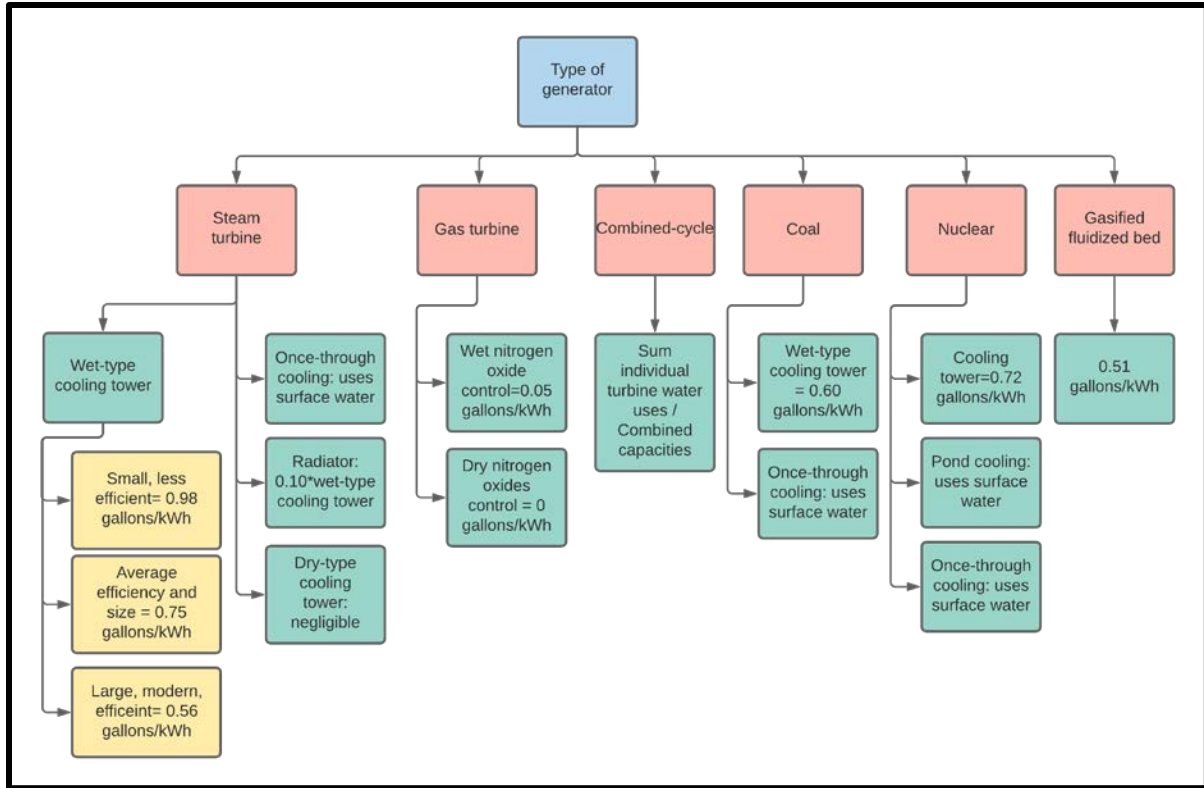 Type of
generator
Steam
turbine
Gas turbine
Combined-cycle
Coal
Nuclear
Gasified
fluidized bed
Wet-type
cooling tower
Once-through
cooling: uses
surface water
Wet nitrogen
oxide
control=0.05
gallons/kWh
Sum
individual
turbine water
uses /
Combined
capacities
Wet-type
cooling tower
= 0.60
gallons/kWh
Cooling
tower=0.72
gallons/kWh
0.51
gallons/kWh
Small, less
efficient= 0.98
gallons/kWh
Radiator:
0.10*wet-type
cooling tower
Dry nitrogen
oxides
control = 0
gallons/kWh
Once-through
cooling: uses
surface water
Pond cooling:
uses surface
water
Average
efficiency and
size = 0.75
gallons/kWh
Dry-type
cooling
tower:
negligible
Once-through
cooling: uses
surface water
Large, modern,
efficeint= 0.56
gallons/kWh